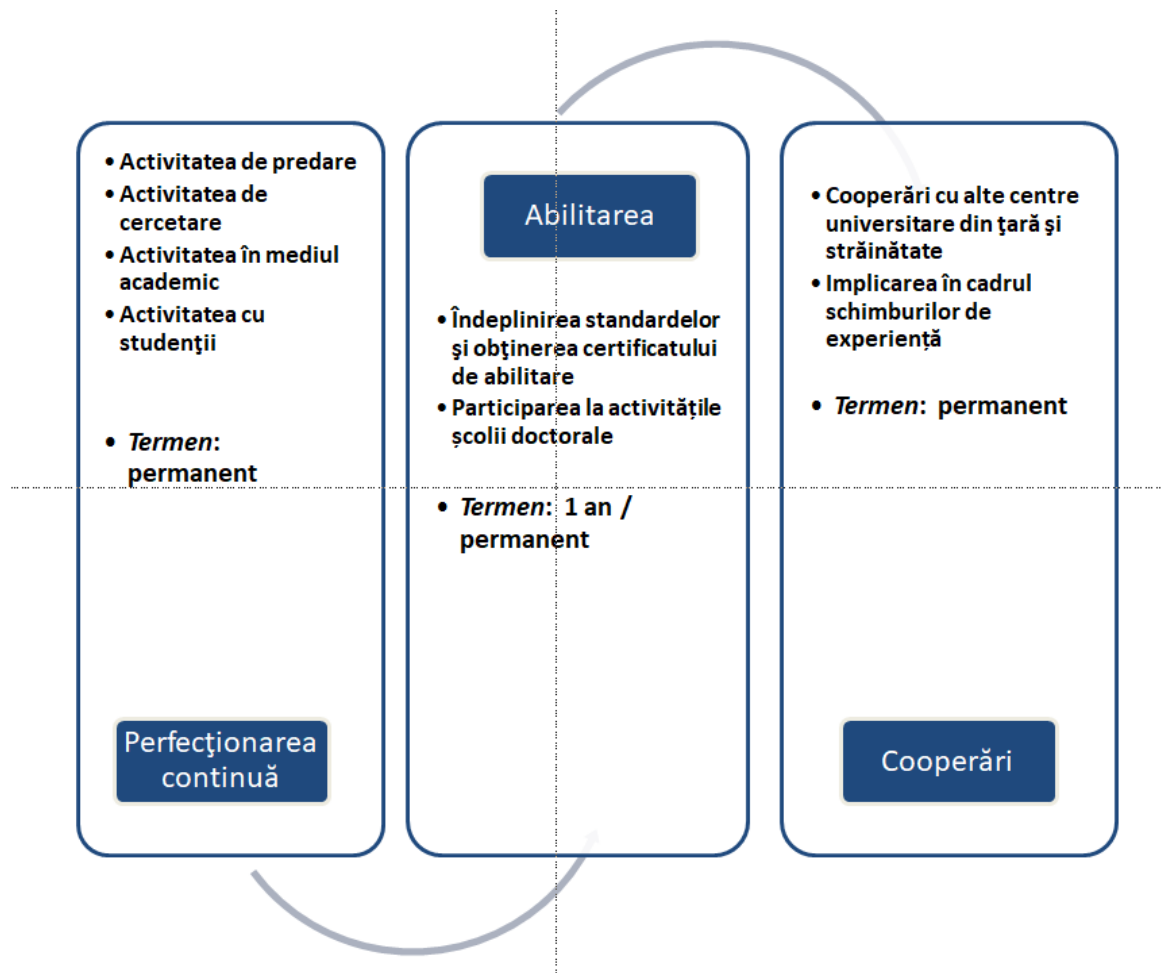 • Activitatea de predare
• Activitatea de
cercetare
• Activitatea în mediul
academic
• Activitatea cu
studenţii
• Termen:
permanent
Perfecţionarea
continuă
Abilitarea
• Îndeplinirea standardelor
şi obţinerea certificatului
de abilitare
• Participarea la activitățile
școlii doctorale
• Termen: 1 an /
permanent
• Cooperări cu alte centre
universitare din ţară şi
străinătate
• Implicarea în cadrul
schimburilor de
experiență
• Termen: permanent
Cooperări